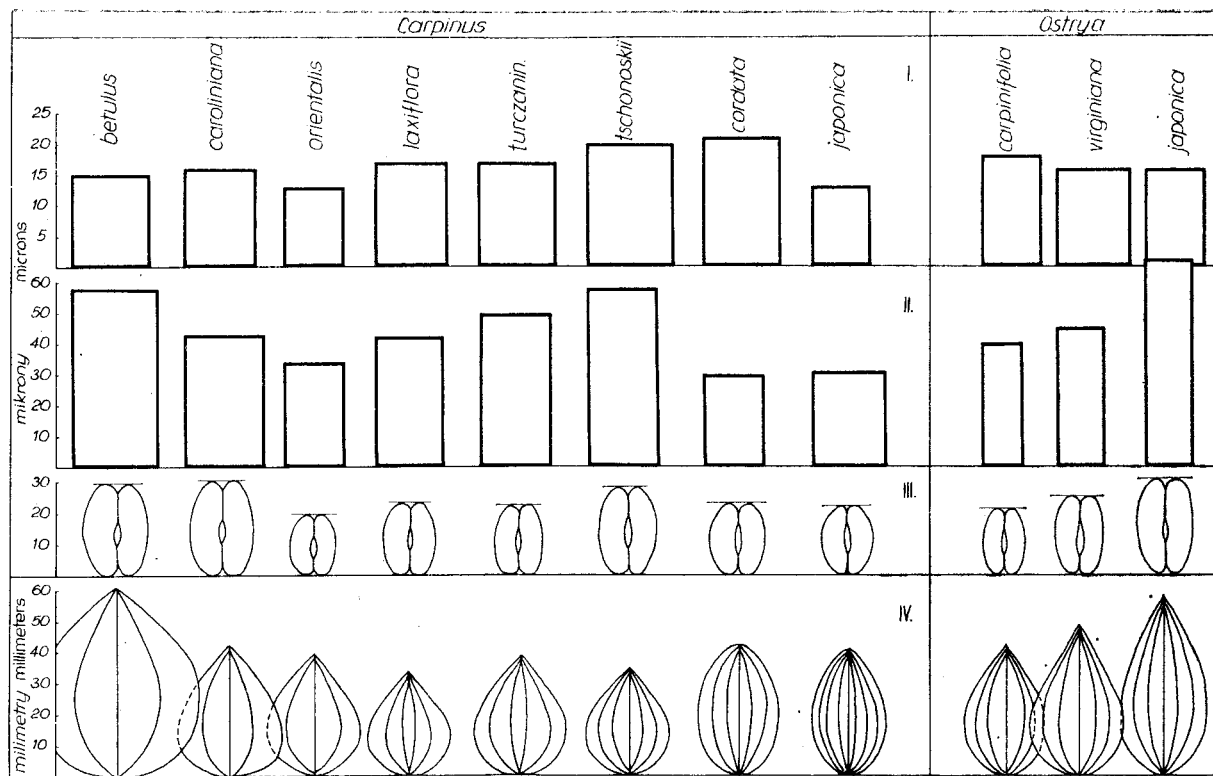 Carpinus
Ostrya
betulus
caroliniana
orientalis
laxiflora
turczanin.
tschonoskii
cordata
japonica
carpinifolia
virginiana
japonica
I.
microns
25
20
15
10
5
II.
mikrony
60
50
40
30
20
10
III.
30
20
10
IV.
millimetry millimeters
60
50
40
30
20
10